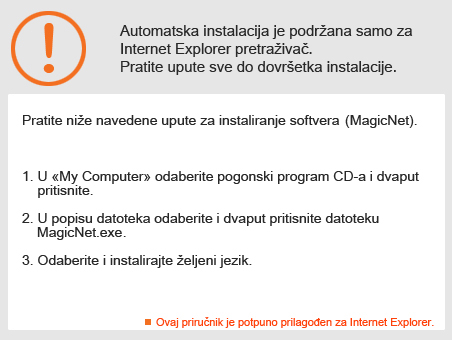 Automatska instalacija je podržana samo za
Internet Explorer pretraživač.
Pratite upute sve do dovršetka instalacije.
Pratite niže navedene upute za instaliranje softvera (MagicNet).
1. U «My Computer» odaberite pogonski program CD-a i dvaput
pritisnite.
2. U popisu datoteka odaberite i dvaput pritisnite datoteku
MagicNet.exe.
3. Odaberite i instalirajte željeni jezik.
Ovaj priručnik je potpuno prilagođen za Internet Explorer.